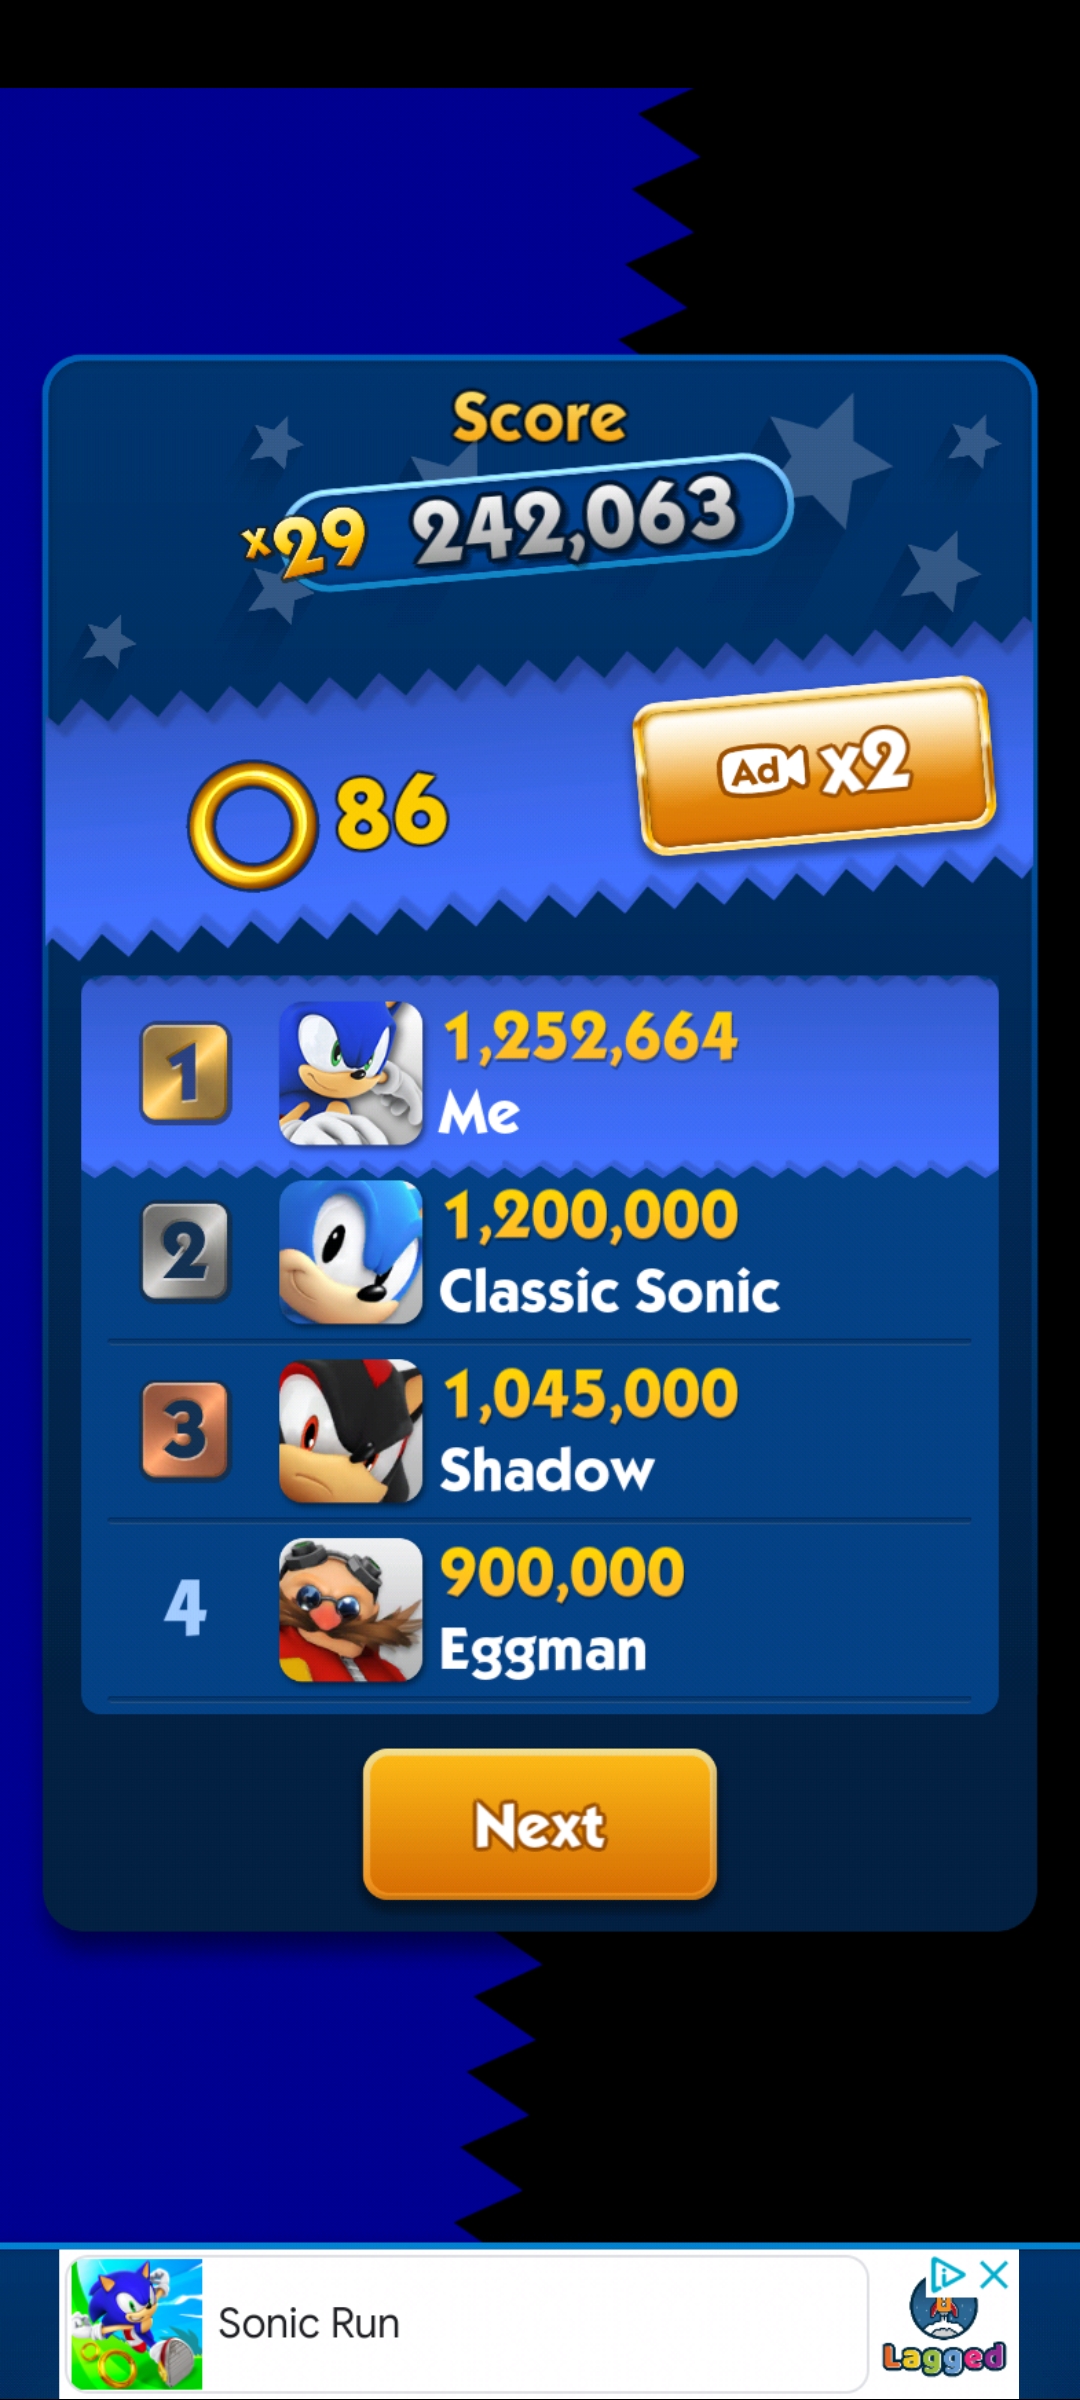 Score
x29 242,063
86
Ad x2
1
1,252,664
Me
2
1,200,000
Classic Sonic
3
1,045,000
Shadow
4
900,000
Eggman
Next
Sonic Run
Lagged